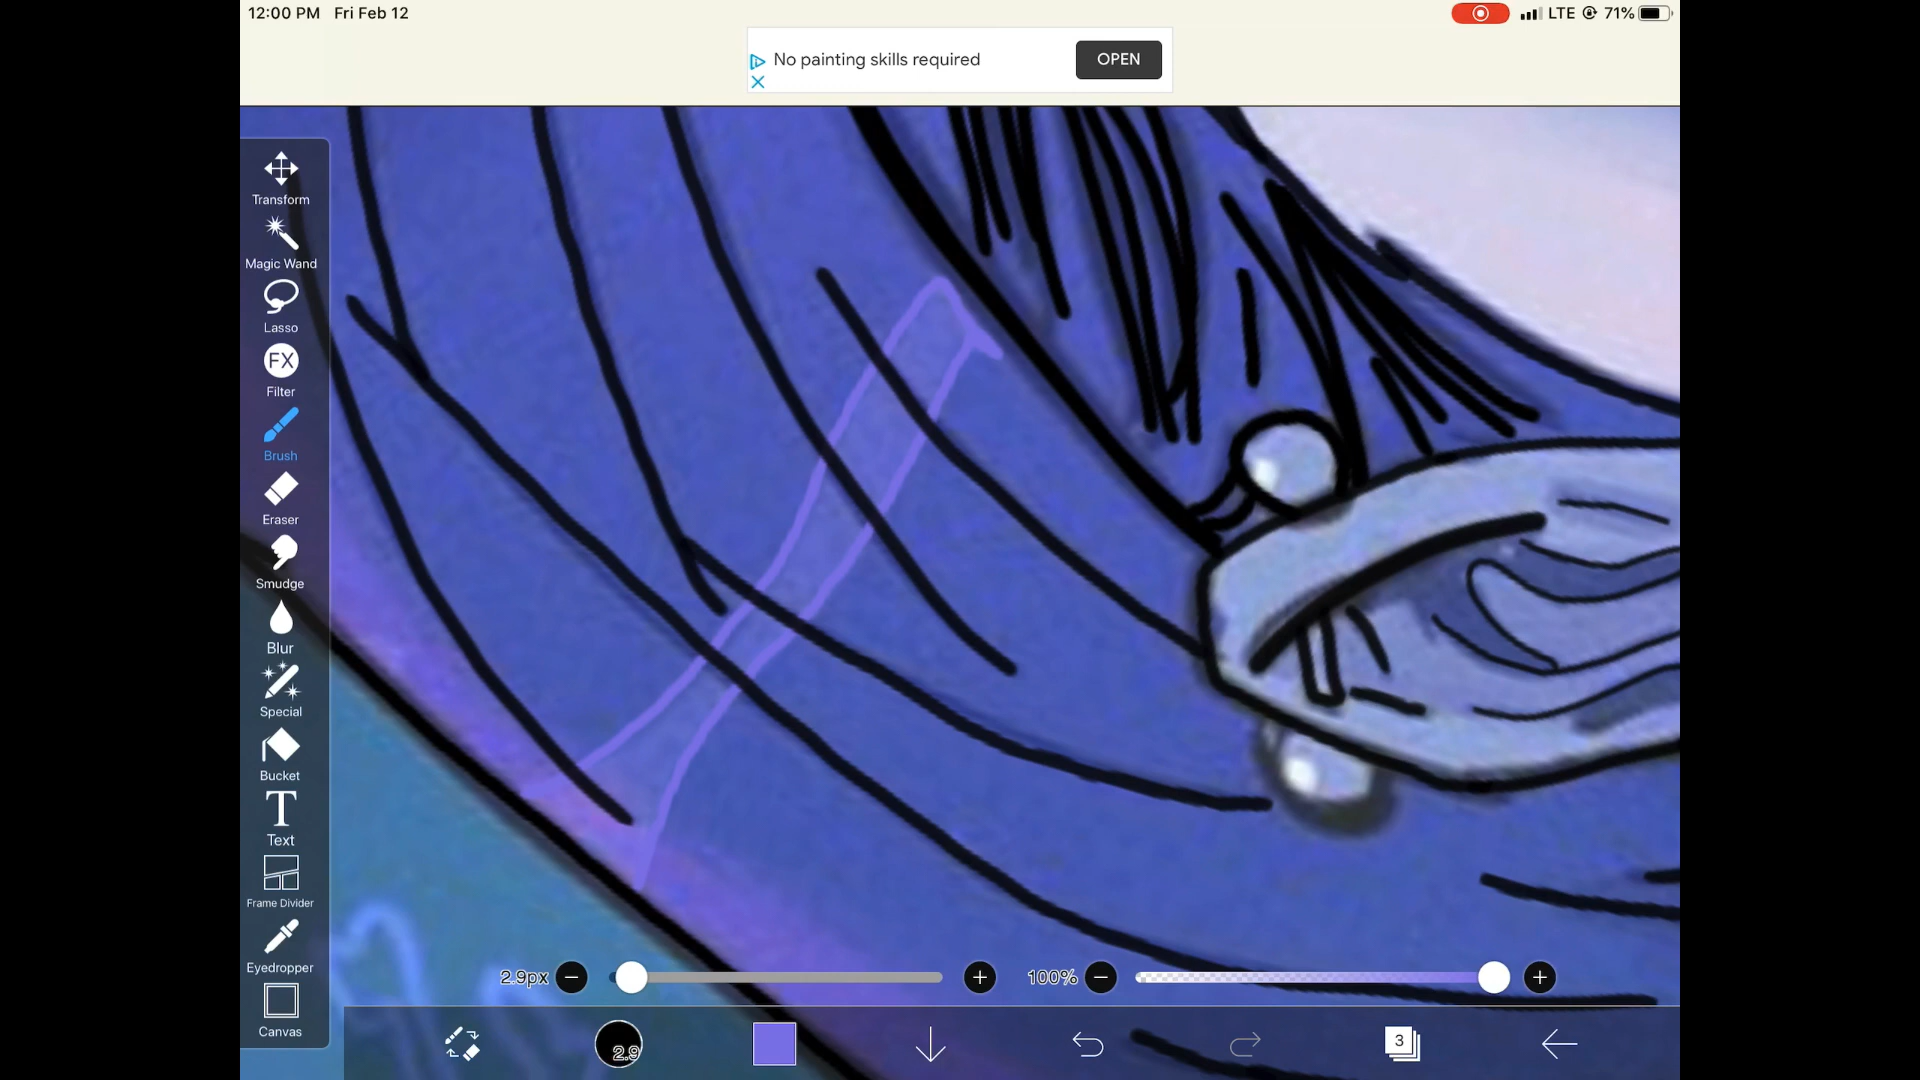 12:00 PM Fri Feb 12
LTE 71%
No painting skills required
OPEN
Transform
Magic Wand
Lasso
FX
Filter
Brush
Eraser
Smudge
Blur
Special
Bucket
T
Text
Frame Divider
Eyedropper
Canvas
2.9px
100%
2.9
3